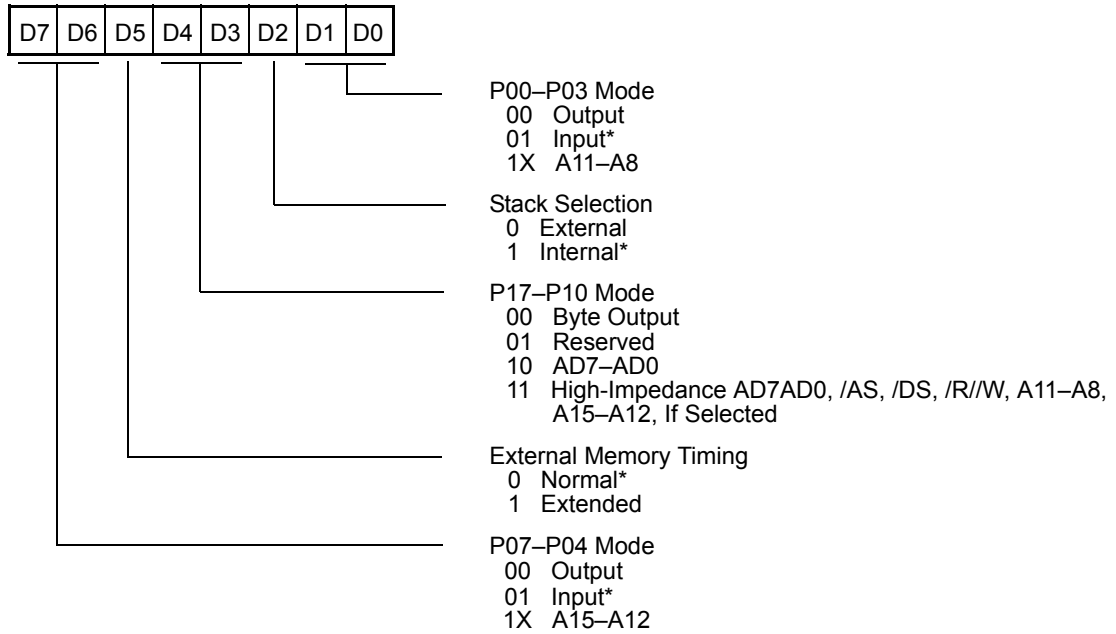 D7 D6 D5 D4 D3 D2 D1 D0
P00–P03 Mode
00 Output
01 Input*
1X A11–A8
Stack Selection
0 External
1 Internal*
P17–P10 Mode
00 Byte Output
01 Reserved
10 AD7–AD0
11 High-Impedance AD7AD0, /AS, /DS, /R//W, A11–A8,
A15–A12, If Selected
External Memory Timing
0 Normal*
1 Extended
P07–P04 Mode
00 Output
01 Input*
1X A15–A12